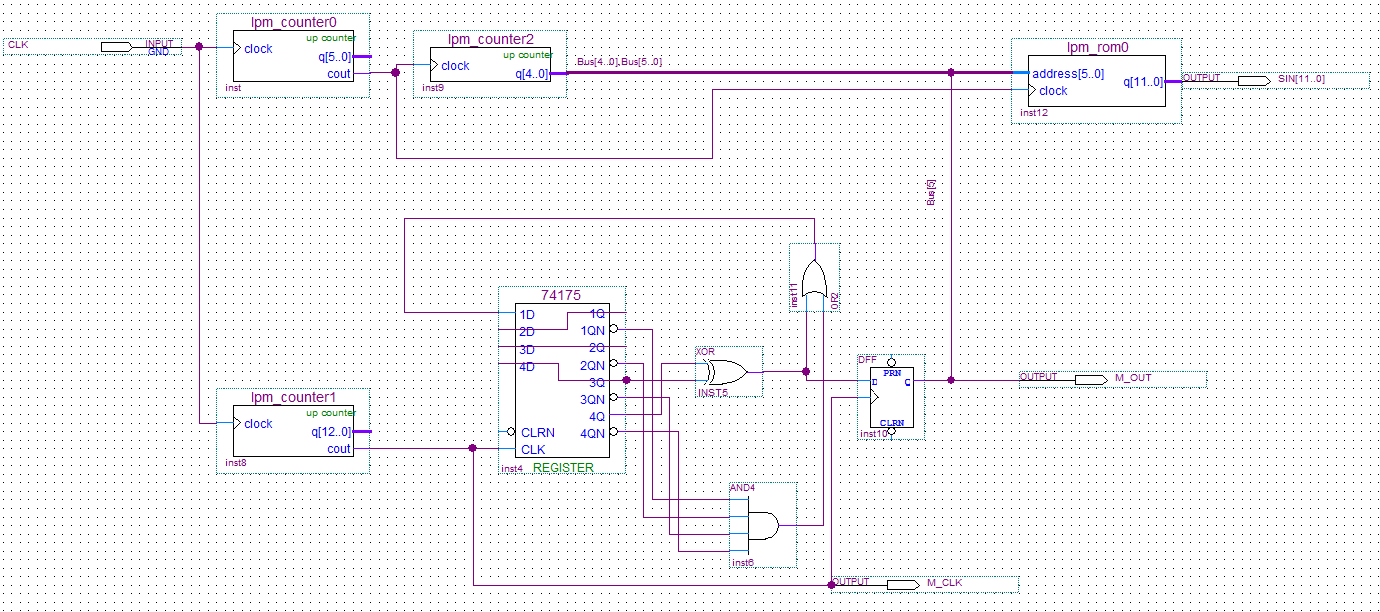 CLK
INPUT
GND
lpm_counter0
up counter
clock
q[5..0]
cout
inst
lpm_counter2
up counter
clock
q[4..0]
inst9
.Bus[4..0],Bus[5..0]
lpm_rom0
address[5..0]
q[11..0]
clock
inst12
OUTPUT
SIN[11..0]
Bus[5]
inst11
OR2
74175
1D
1Q
2D
1QN
3D
2Q
4D
2QN
3Q
3QN
4Q
CLRN
4QN
CLK
inst4
REGISTER
XOR
INST5
DFF
PRN
D
Q
CLRN
inst10
OUTPUT
M_OUT
lpm_counter1
up counter
clock
q[12..0]
cout
inst8
AND4
inst6
OUTPUT
M_CLK